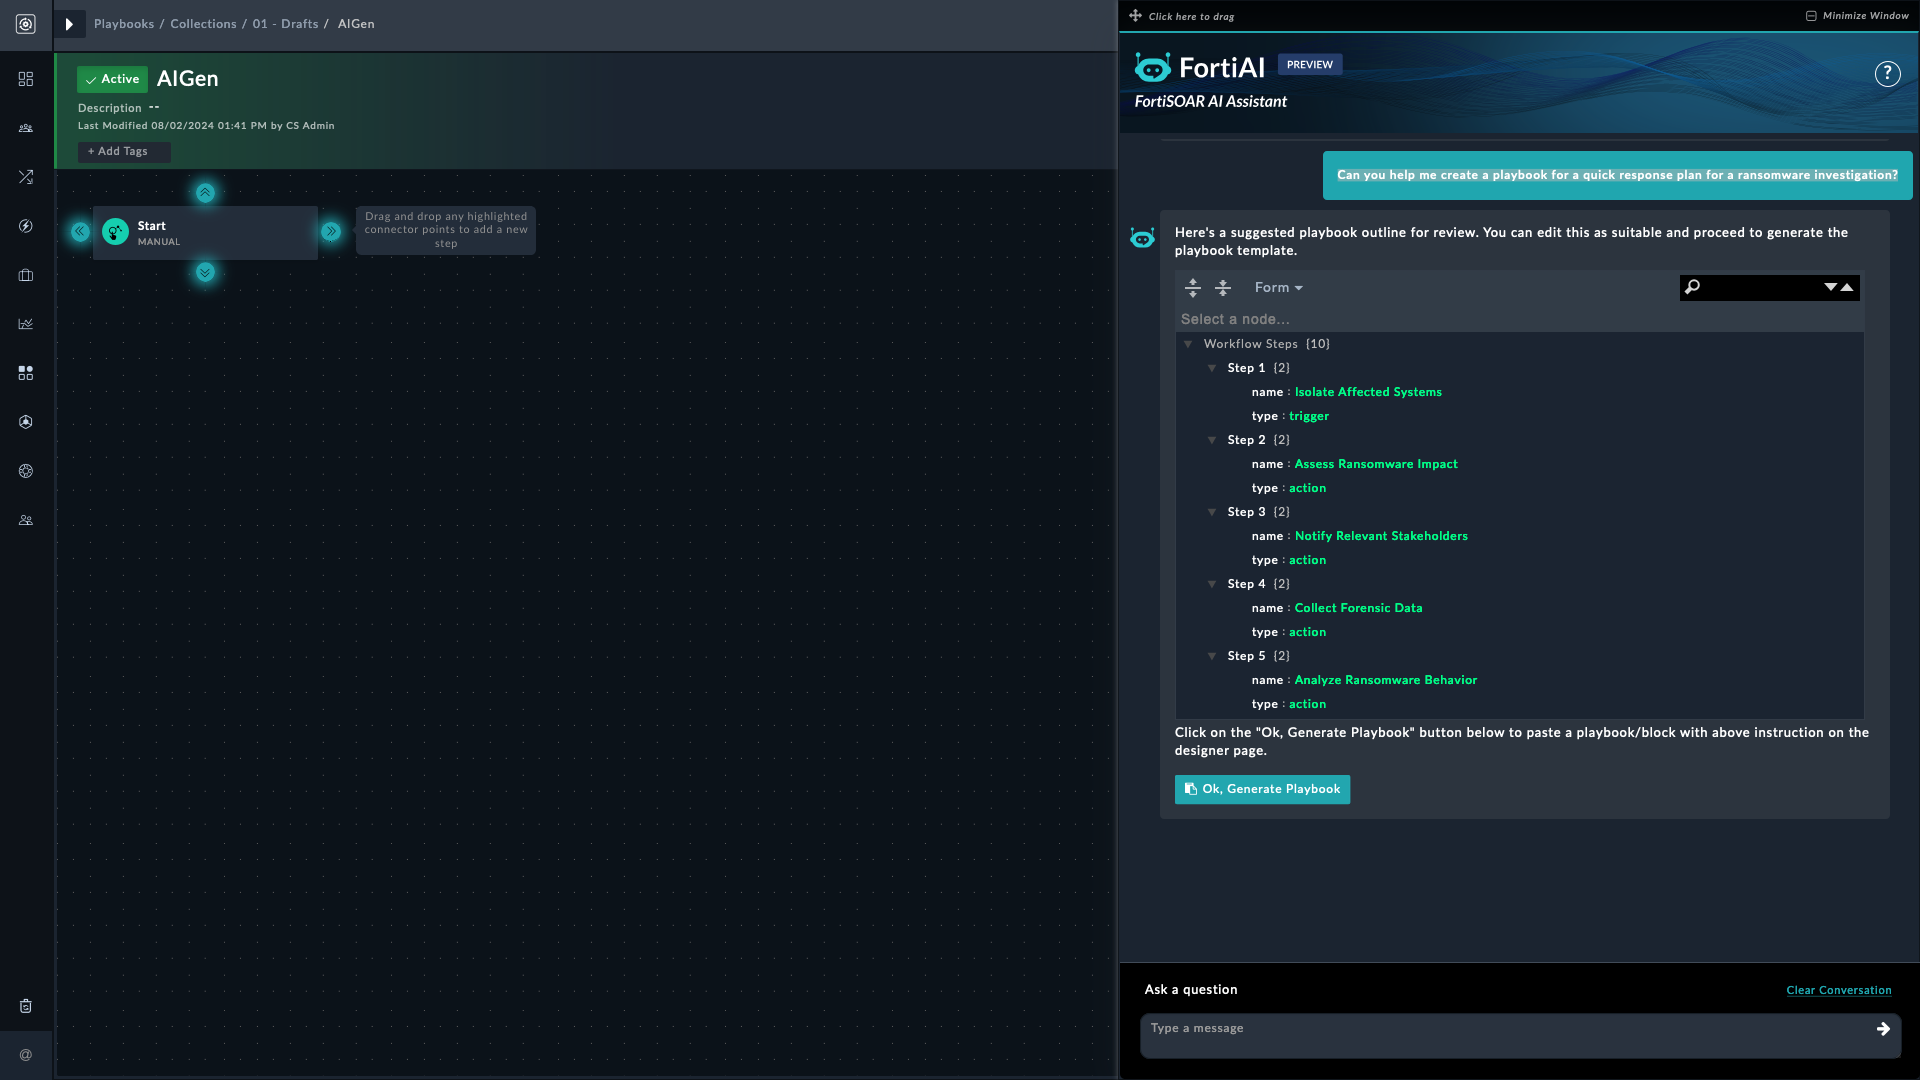 Playbooks / Collections / 01 - Drafts / AIGen
Active AIGen
Description --
Last Modified 08/02/2024 01:41 PM by CS Admin
+ Add Tags
Start
MANUAL
Drag and drop any highlighted
connector points to add a new
step
@
Click here to drag
Minimize Window
FortiAI PREVIEW
FortiSOAR AI Assistant
?
Can you help me create a playbook for a quick response plan for a ransomware investigation?
Here's a suggested playbook outline for review. You can edit this as suitable and proceed to generate the
playbook template.
Form
Select a node...
Workflow Steps {10}
Step 1 {2}
name : Isolate Affected Systems
type : trigger
Step 2 {2}
name : Assess Ransomware Impact
type : action
Step 3 {2}
name : Notify Relevant Stakeholders
type : action
Step 4 {2}
name : Collect Forensic Data
type : action
Step 5 {2}
name : Analyze Ransomware Behavior
type : action
Click on the "Ok, Generate Playbook" button below to paste a playbook/block with above instruction on the
designer page.
Ok, Generate Playbook
Ask a question
Clear Conversation
Type a message